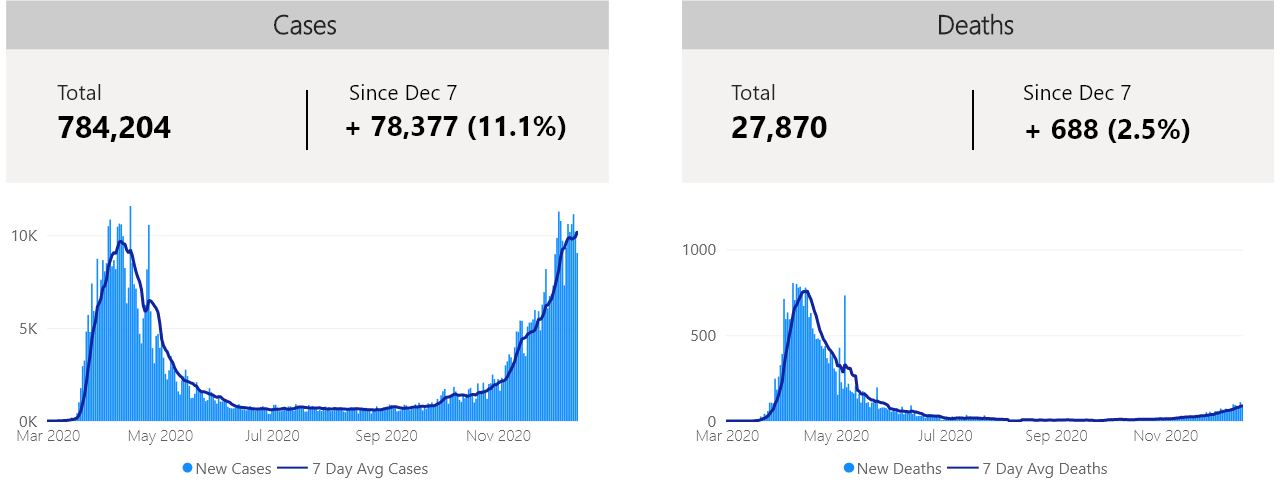 Cases
Total
784,204
Since Dec 7
+ 78,377 (11.1%)
10K
5K
0K
Mar 2020 May 2020 Jul 2020 Sep 2020 Nov 2020
New Cases 7 Day Avg Cases
Deaths
Total
27,870
Since Dec 7
+ 688 (2.5%)
1000
500
0
Mar 2020 May 2020 Jul 2020 Sep 2020 Nov 2020
New Deaths 7 Day Avg Deaths